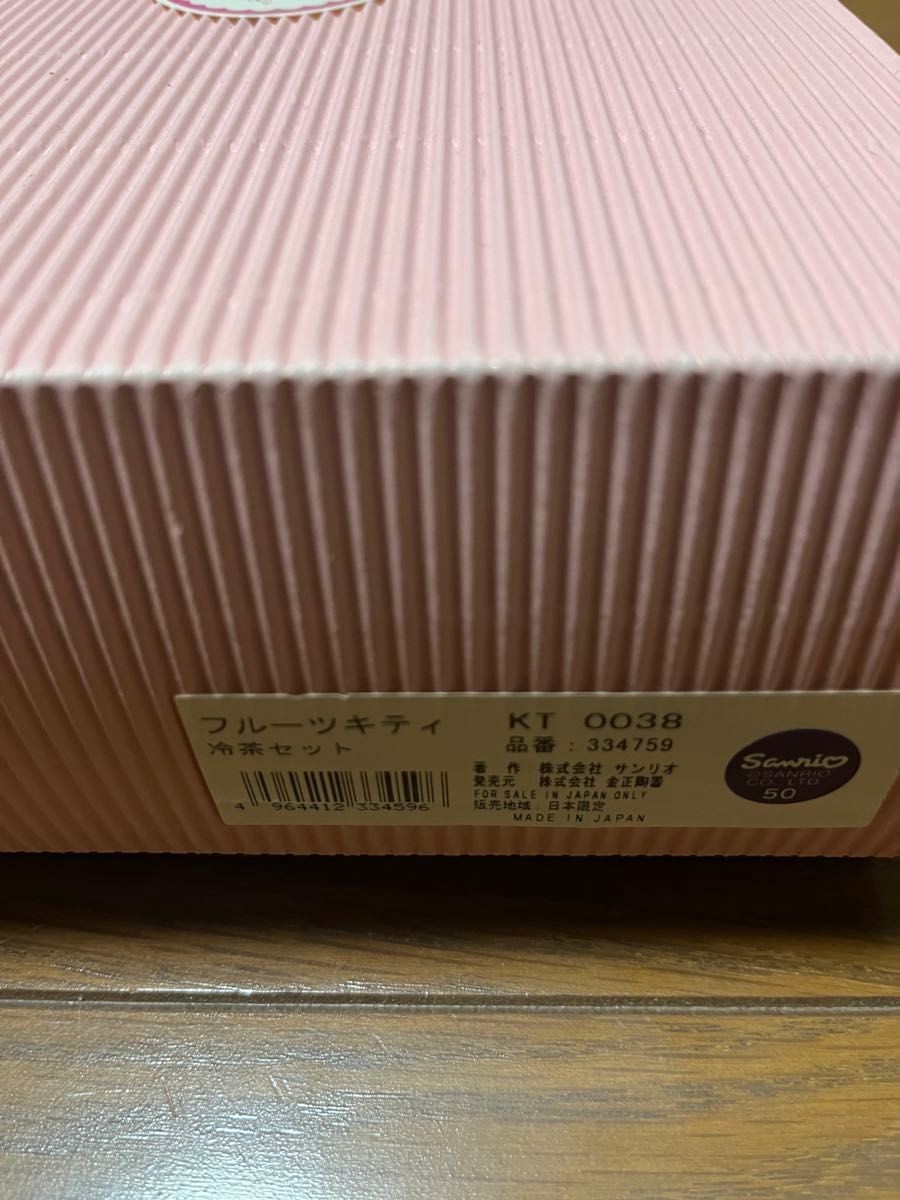 フルーツキティ
冷茶セット
4 964412 334596
KT 0038
品番：334759
著 作 株式会社 サンリオ
発売元 株式会社 金正陶器
FOR SALE IN JAPAN ONLY
販売地域：日本限定
MADE IN JAPAN
Sanrio
©SANRIO
CO., LTD
50